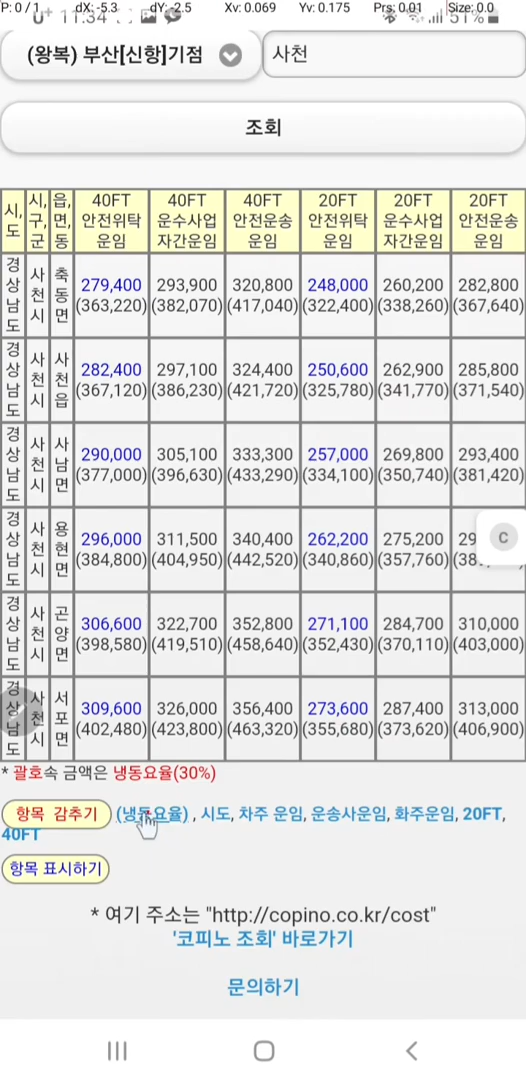 P: 0 / 1 dX: -5.3 dY: -2.5 Xv: 0.069 Yv: 0.175 Prs: 0.01 Size: 0.0
U+ 11:34 51%
(왕복) 부산[신항]기점 사천
조회
시,도 시,구,군 읍,면,동 40FT 안전위탁 운임 40FT 운수사업 자간운임 40FT 안전운송 운임 20FT 안전위탁 운임 20FT 운수사업 자간운임 20FT 안전운송 운임
경상남도 사천시 축동면 279,400 293,900 320,800 248,000 260,200 282,800
(363,220) (382,070) (417,040) (322,400) (338,260) (367,640)
경상남도 사천시 사천읍 282,400 297,100 324,400 250,600 262,900 285,800
(367,120) (386,230) (421,720) (325,780) (341,770) (371,540)
경상남도 사천시 사남면 290,000 305,100 333,300 257,000 269,800 293,400
(377,000) (396,630) (433,290) (334,100) (350,740) (381,420)
경상남도 사천시 용현면 296,000 311,500 340,400 262,200 275,200 C
(384,800) (404,950) (442,520) (340,860) (357,760)
경상남도 사천시 곤양면 306,600 322,700 352,800 271,100 284,700 310,000
(398,580) (419,510) (458,640) (352,430) (370,110) (403,000)
경상남도 사천시 서포면 309,600 326,000 356,400 273,600 287,400 313,000
(402,480) (423,800) (463,320) (355,680) (373,620) (406,900)
* 괄호속 금액은 냉동요율(30%)
항목 감추기 (냉동요율) , 시도, 차주 운임, 운송사운임, 화주운임, 20FT,
40FT
항목 표시하기
* 여기 주소는 "http://copino.co.kr/cost"
'코피노 조회' 바로가기
문의하기